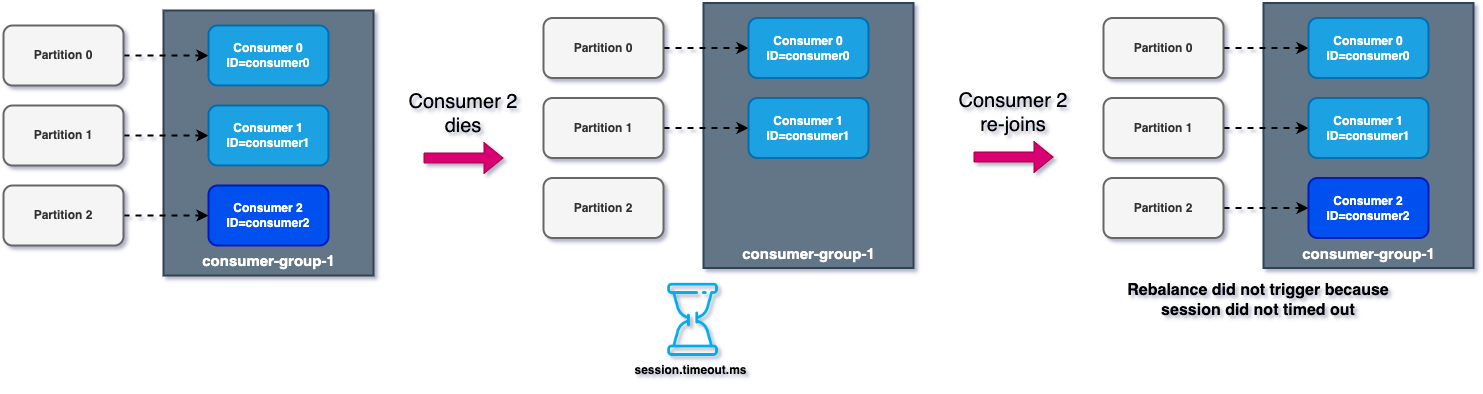 Partition 0
Consumer 0
ID=consumer0
Partition 1
Consumer 1
ID=consumer1
Partition 2
Consumer 2
ID=consumer2
consumer-group-1
Consumer 2
dies
Partition 0
Consumer 0
ID=consumer0
Partition 1
Consumer 1
ID=consumer1
Partition 2
consumer-group-1
session.timeout.ms
Consumer 2
re-joins
Partition 0
Consumer 0
ID=consumer0
Partition 1
Consumer 1
ID=consumer1
Partition 2
Consumer 2
ID=consumer2
consumer-group-1
Rebalance did not trigger because
session did not timed out